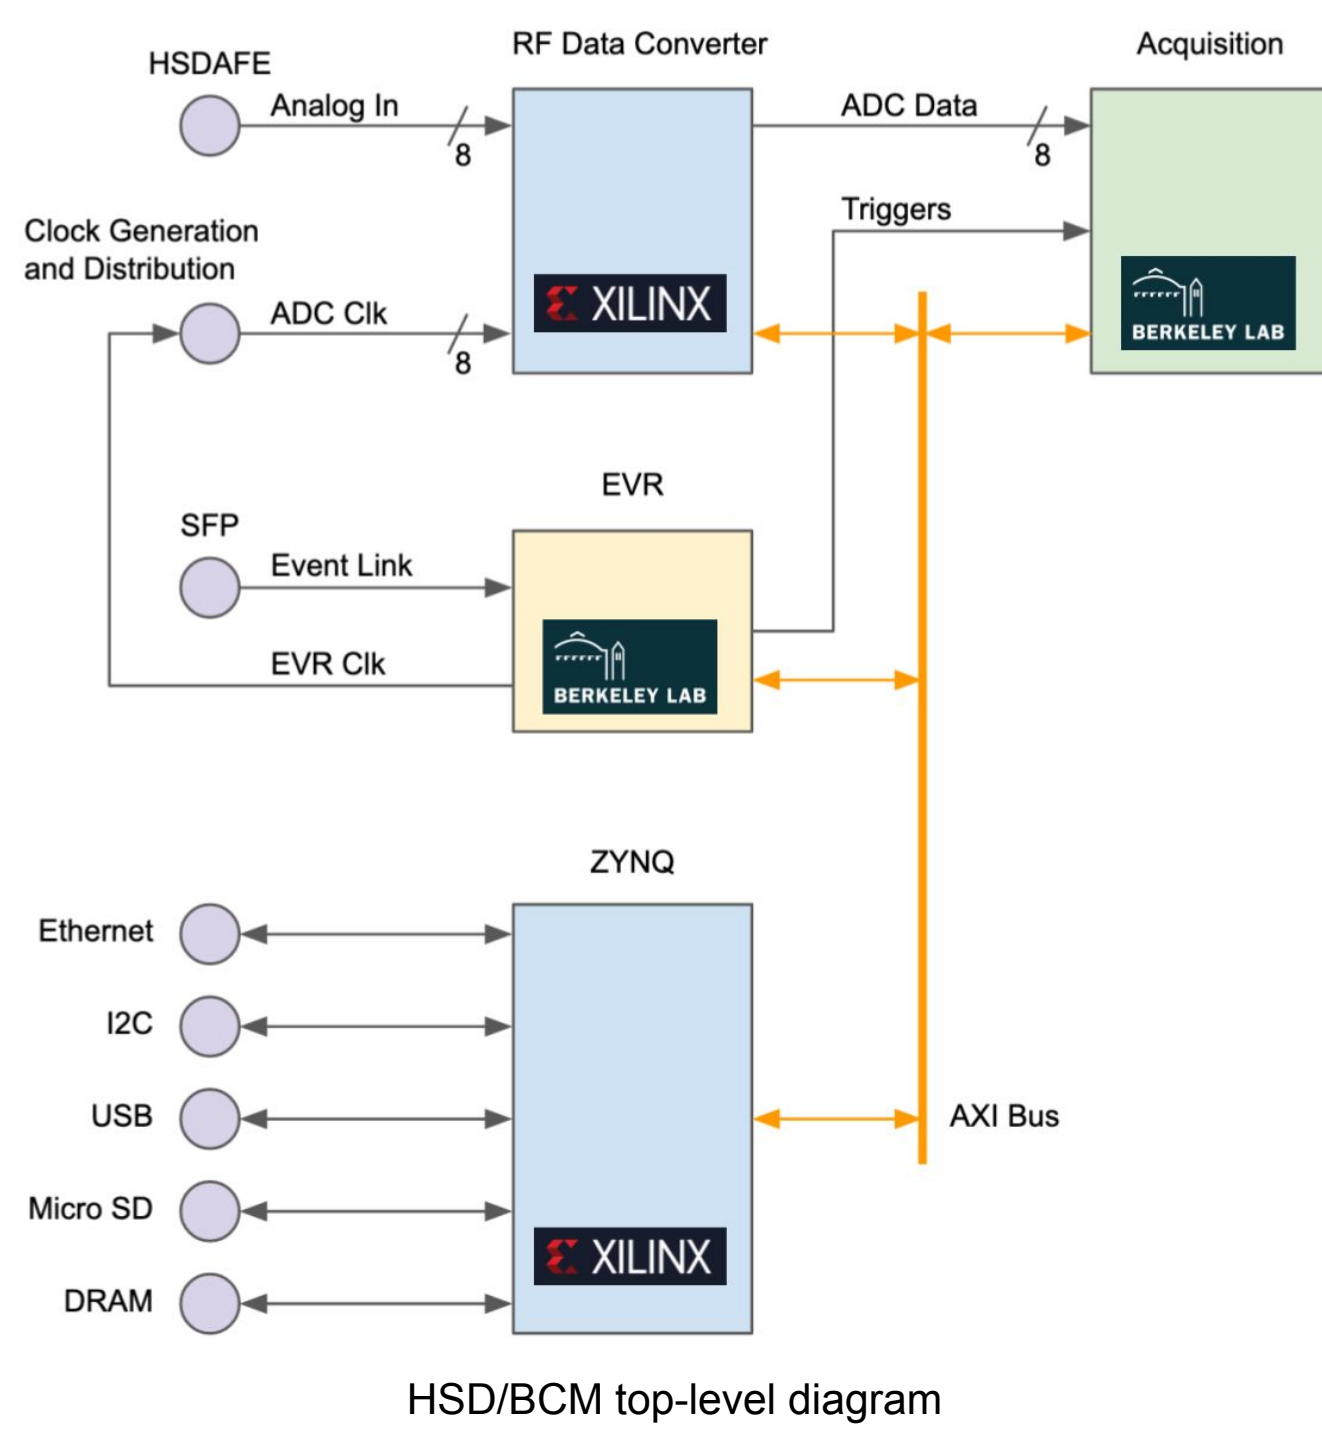 RF Data Converter
Acquisition
HSDAFE
Analog In
8
ADC Data
8
Triggers
Clock Generation
and Distribution
ADC Clk
8
XILINX
BERKELEY LAB
EVR
SFP
Event Link
EVR Clk
BERKELEY LAB
ZYNQ
Ethernet
I2C
USB
AXI Bus
Micro SD
XILINX
DRAM
HSD/BCM top-level diagram